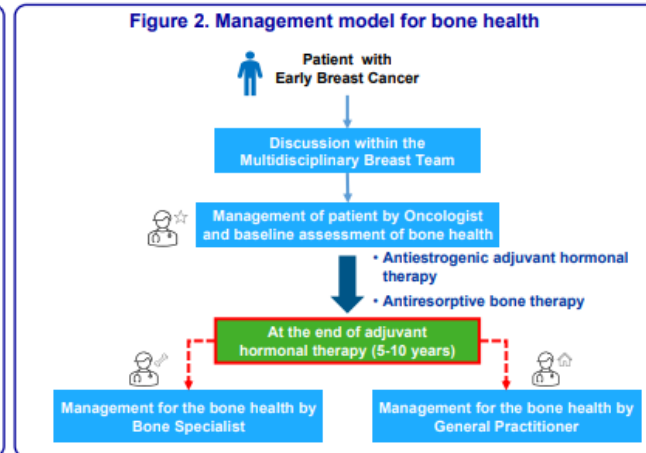 Figure 2. Management model for bone health
Patient with
Early Breast Cancer
Discussion within the
Multidisciplinary Breast Team
Management of patient by Oncologist
and baseline assessment of bone health
• Antiestrogenic adjuvant hormonal
therapy
• Antiresorptive bone therapy
At the end of adjuvant
hormonal therapy (5-10 years)
Management for the bone health by
Bone Specialist
Management for the bone health by
General Practitioner